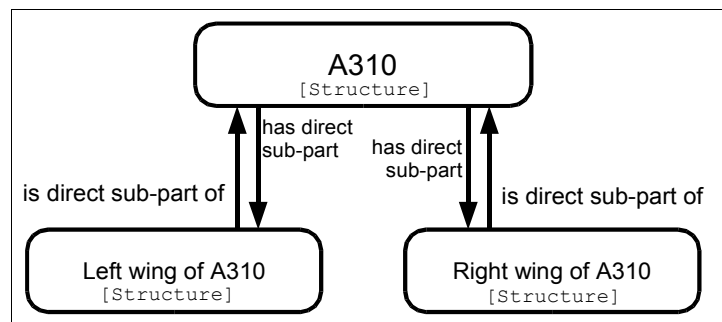 A310
[Structure]
has direct
sub-part
has direct
sub-part
is direct sub-part of
is direct sub-part of
Left wing of A310
[Structure]
Right wing of A310
[Structure]